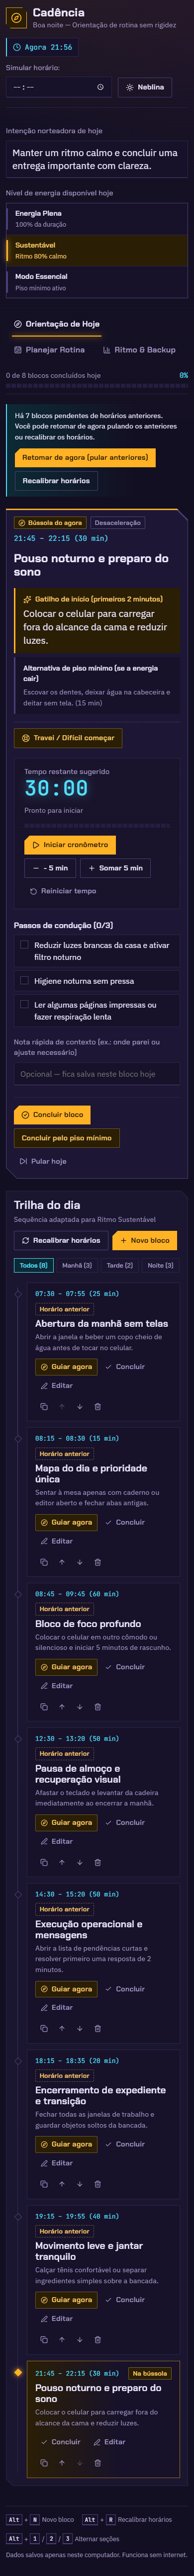 Cadência
Boa noite — Orientação de rotina sem rigidez
Agora 21:56
Simular horário:
--:--
Neblina
Intenção norteadora de hoje
Manter um ritmo calmo e concluir uma
entrega importante com clareza.
Nível de energia disponível hoje
Energia Plena
100% da duração
Sustentável
Ritmo 80% calmo
Modo Essencial
Piso mínimo ativo
Orientação de Hoje
Planejar Rotina
Ritmo & Backup
0 de 8 blocos concluídos hoje
0%
Há 7 blocos pendentes de horários anteriores.
Você pode retomar de agora pulando os anteriores
ou recalibrar os horários.
Retomar de agora (pular anteriores)
Recalibrar horários
Bússola do agora
Desaceleração
21:45 – 22:15 (30 min)
Pouso noturno e preparo do
sono
Gatilho de início (primeiros 2 minutos)
Colocar o celular para carregar
fora do alcance da cama e reduzir
luzes.
Alternativa de piso mínimo (se a energia
cair)
Escovar os dentes, deixar água na cabeceira e
deitar sem tela. (15 min)
Travei / Difícil começar
Tempo restante sugerido
30:00
Pronto para iniciar
Iniciar cronômetro
- 5 min
Somar 5 min
Reiniciar tempo
Passos de condução (0/3)
Reduzir luzes brancas da casa e ativar
filtro noturno
Higiene noturna sem pressa
Ler algumas páginas impressas ou
fazer respiração lenta
Nota rápida de contexto (ex.: onde parei ou
ajuste necessário)
Opcional — fica salva neste bloco hoje
Concluir bloco
Concluir pelo piso mínimo
Pular hoje
Trilha do dia
Sequência adaptada para Ritmo Sustentável
Recalibrar horários
Novo bloco
Todos (8)
Manhã (3)
Tarde (2)
Noite (3)
07:30 – 07:55 (25 min)
Horário anterior
Abertura da manhã sem telas
Abrir a janela e beber um copo cheio de
água antes de tocar no celular.
Guiar agora
Concluir
Editar
08:15 – 08:30 (15 min)
Horário anterior
Mapa do dia e prioridade
única
Sentar à mesa apenas com caderno ou
editor aberto e fechar abas antigas.
Guiar agora
Concluir
Editar
08:45 – 09:45 (60 min)
Horário anterior
Bloco de foco profundo
Colocar o celular em outro cômodo ou
silencioso e iniciar 5 minutos de rascunho.
Guiar agora
Concluir
Editar
12:30 – 13:20 (50 min)
Horário anterior
Pausa de almoço e
recuperação visual
Afastar o teclado e levantar da cadeira
imediatamente ao encerrar a manhã.
Guiar agora
Concluir
Editar
14:30 – 15:20 (50 min)
Horário anterior
Execução operacional e
mensagens
Abrir a lista de pendências curtas e
resolver primeiro uma resposta de 2
minutos.
Guiar agora
Concluir
Editar
18:15 – 18:35 (20 min)
Horário anterior
Encerramento de expediente
e transição
Fechar todas as janelas de trabalho e
guardar objetos soltos da bancada.
Guiar agora
Concluir
Editar
19:15 – 19:55 (40 min)
Horário anterior
Movimento leve e jantar
tranquilo
Calçar tênis confortável ou separar
ingredientes simples sobre a bancada.
Guiar agora
Concluir
Editar
21:45 – 22:15 (30 min)
Na bússola
Pouso noturno e preparo do
sono
Colocar o celular para carregar fora do
alcance da cama e reduzir luzes.
Concluir
Editar
Alt + N Novo bloco Alt + R Recalibrar horários
Alt + 1 / 2 / 3 Alternar seções
Dados salvos apenas neste computador. Funciona sem internet.